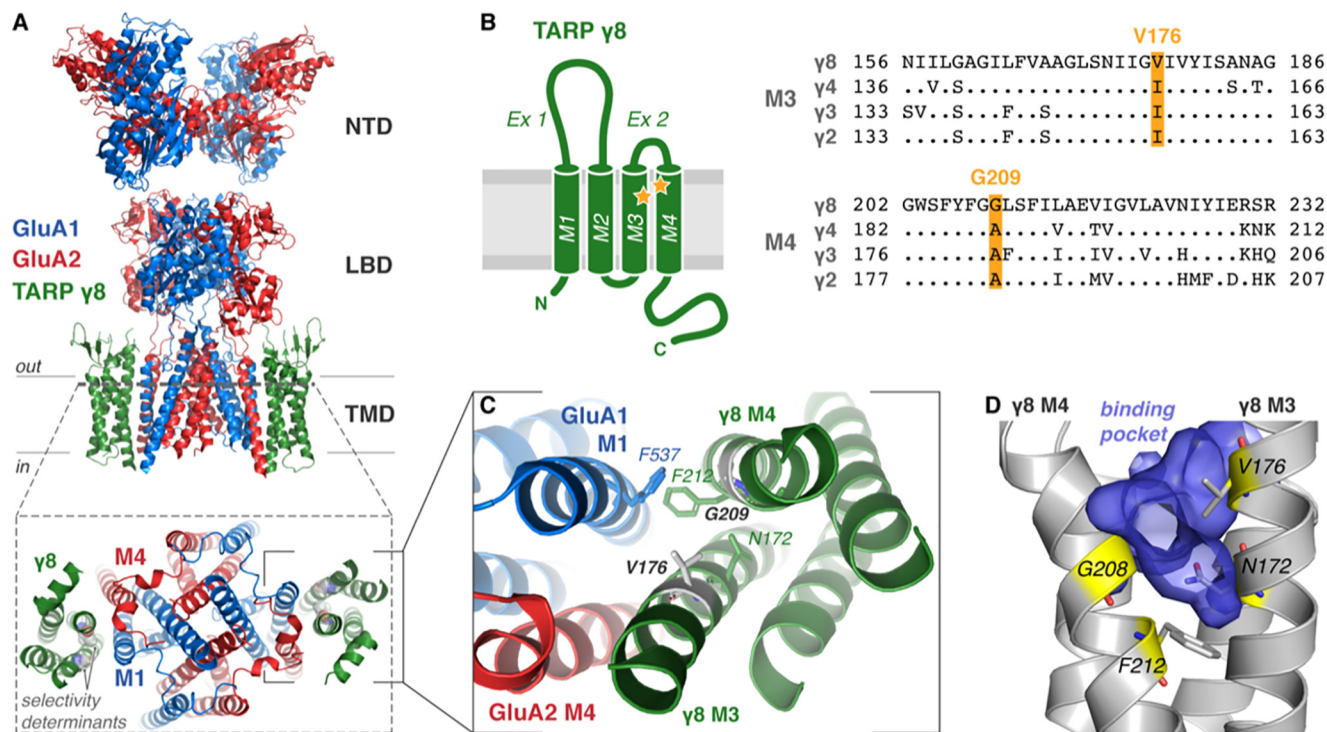 A
NTD
GluA1
GluA2
TARP γ8
LBD
out
TMD
in
γ8
M4
M1
selectivity
determinants
B
TARP γ8
Ex 1
Ex 2
M1
M2
M3
M4
N
C
V176
M3
γ8 156 NIILGAGILFVAAGLSNIIGVIVYISANAG 186
γ4 136 ..V.S...............I.....S.T. 166
γ3 133 SV..S...F..S........I......... 163
γ2 133 ....S...F..S........I......... 163
G209
M4
γ8 202 GWSFYFGGLSFILAEVIGVLAVNIYIERSR 232
γ4 182 .......A....V..TV..........KNK 212
γ3 176 .......AF...I..IV..V..H....KHQ 206
γ2 177 .......A....I..MV.....HMF.D.HK 207
C
GluA1
M1
γ8 M4
F537
F212
G209
N172
V176
GluA2 M4
γ8 M3
D
γ8 M4
binding
pocket
γ8 M3
V176
G208
N172
F212